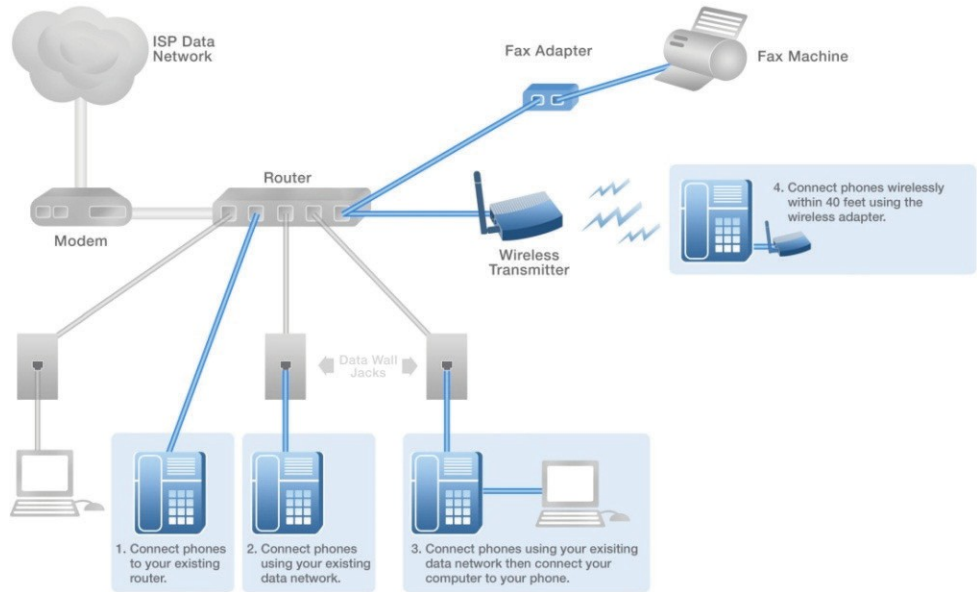 ISP Data
Network
Fax Adapter
Fax Machine
Router
Modem
Wireless
Transmitter
4. Connect phones wirelessly
within 40 feet using the
wireless adapter.
Data Wall
Jacks
1. Connect phones
to your existing
router.
2. Connect phones
using your existing
data network.
3. Connect phones using your exisiting
data network then connect your
computer to your phone.